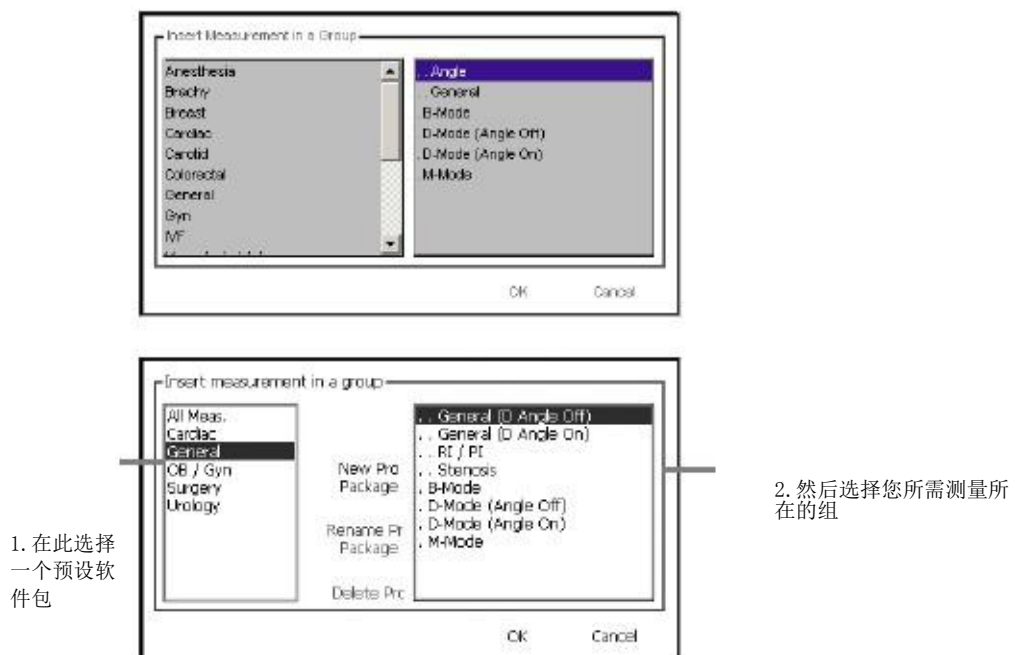 Insert Measurement in a Group
Anesthesia
Brachy
Breast
Cardiac
Carotid
Colorectal
General
Gyn
IVF
. . Angle
. . General
B-Mode
D-Mode (Angle Off)
. D-Mode (Angle On)
M-Mode
OK
Cancel
Insert measurement in a group
All Meas.
Cardiac
General
OB / Gyn
Surgery
Urology
New Pro
Package
Rename Pr
Package
Delete Pro
. . General (D Angle Off)
. . General (D Angle On)
. . RI / PI
. . Stenosis
. B-Mode
. D-Mode (Angle Off)
. D-Mode (Angle On)
. M-Mode
OK
Cancel
1.在此选择
一个预设软
件包
2.然后选择您所需测量所
在的组